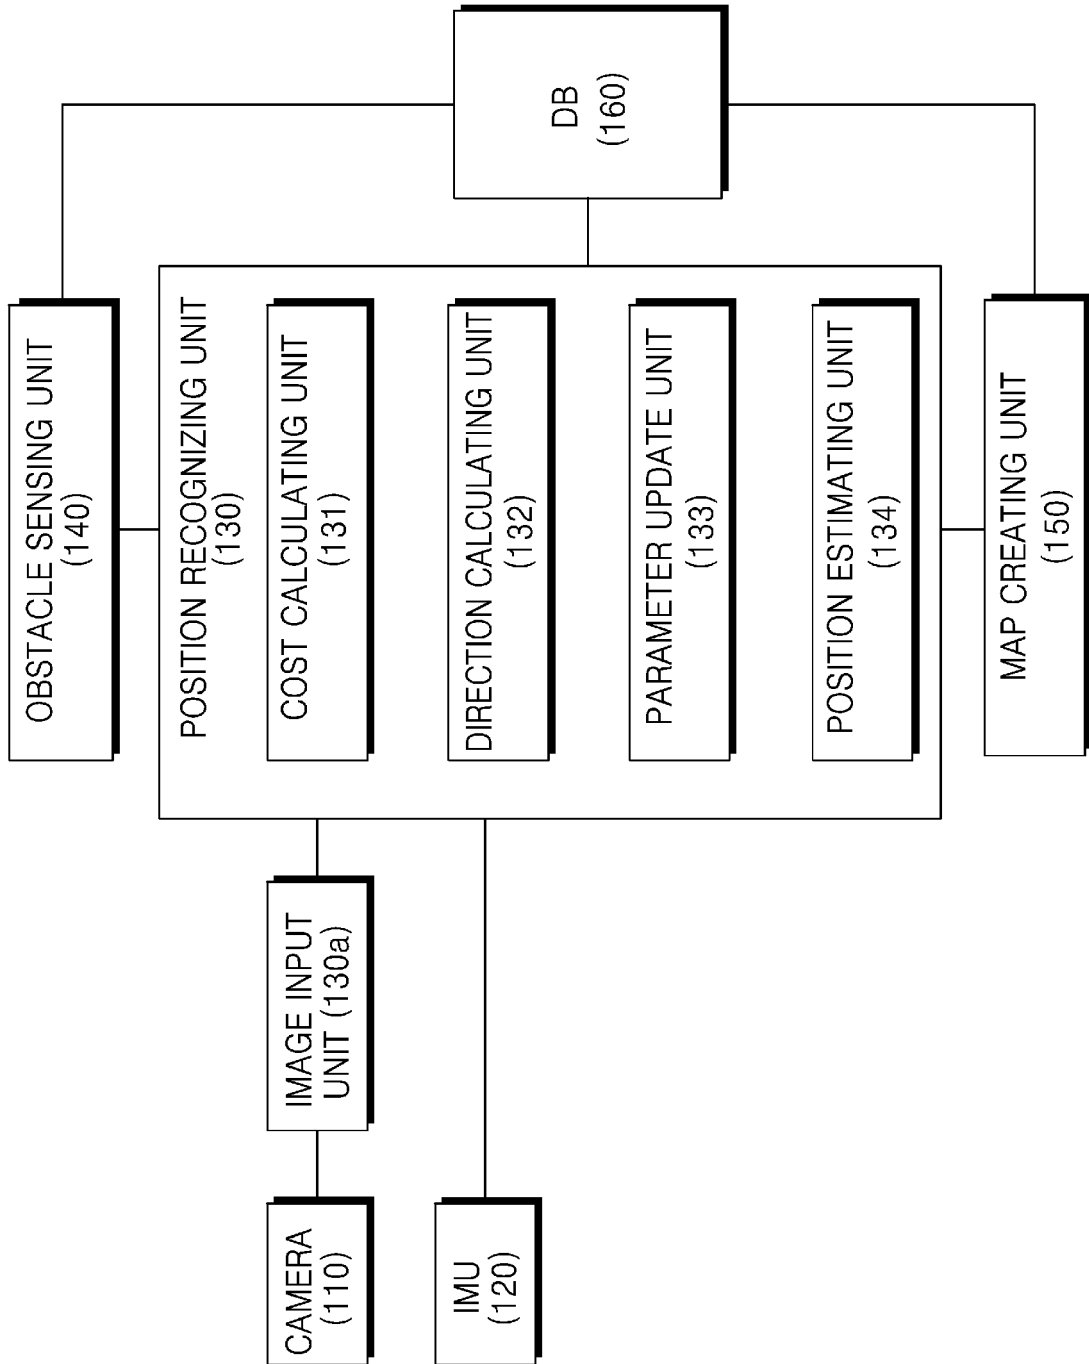 OBSTACLE SENSING UNIT
(140)
POSITION RECOGNIZING UNIT
(130)
CAMERA
(110)
IMAGE INPUT
UNIT (130a)
COST CALCULATING UNIT
(131)
IMU
(120)
DIRECTION CALCULATING UNIT
(132)
DB
(160)
PARAMETER UPDATE UNIT
(133)
POSITION ESTIMATING UNIT
(134)
MAP CREATING UNIT
(150)